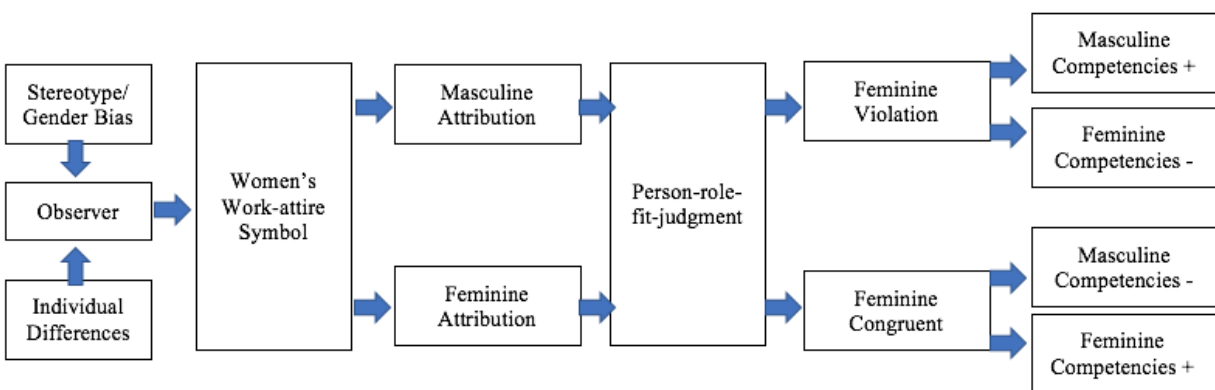 Stereotype/
Gender Bias
Observer
Individual
Differences
Women’s
Work-attire
Symbol
Masculine
Attribution
Feminine
Attribution
Person-role-
fit-judgment
Feminine
Violation
Feminine
Congruent
Masculine
Competencies +
Feminine
Competencies -
Masculine
Competencies -
Feminine
Competencies +